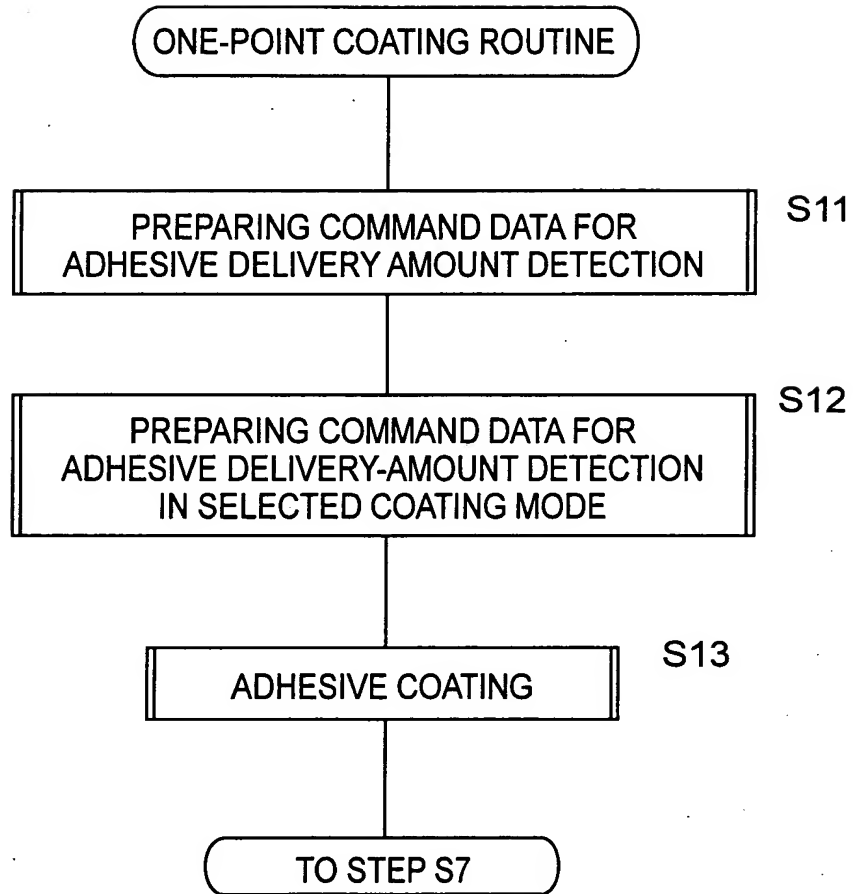 ONE-POINT COATING ROUTINE
S11
PREPARING COMMAND DATA FOR
ADHESIVE DELIVERY AMOUNT DETECTION
S12
PREPARING COMMAND DATA FOR
ADHESIVE DELIVERY-AMOUNT DETECTION
IN SELECTED COATING MODE
S13
ADHESIVE COATING
TO STEP S7